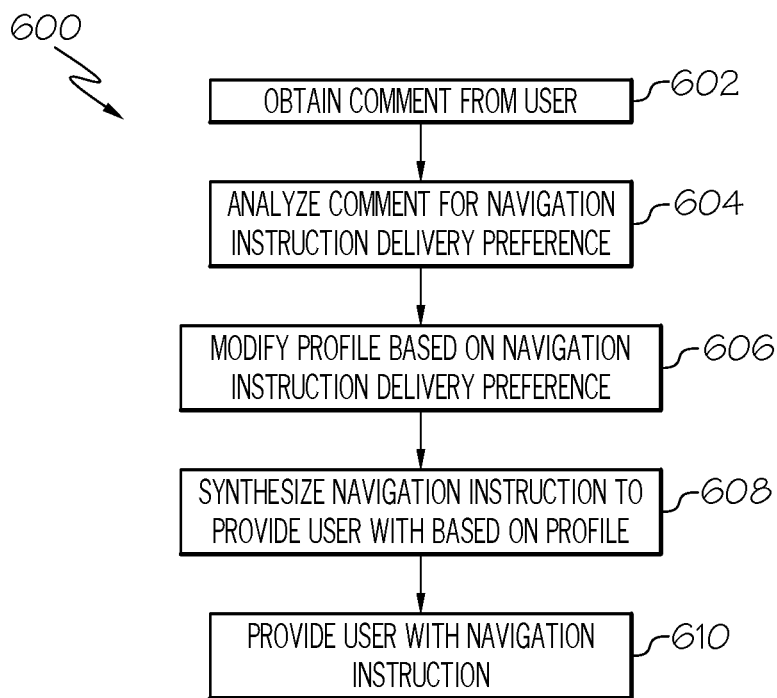 600
OBTAIN COMMENT FROM USER
602
ANALYZE COMMENT FOR NAVIGATION
INSTRUCTION DELIVERY PREFERENCE
604
MODIFY PROFILE BASED ON NAVIGATION
INSTRUCTION DELIVERY PREFERENCE
606
SYNTHESIZE NAVIGATION INSTRUCTION TO
PROVIDE USER WITH BASED ON PROFILE
608
PROVIDE USER WITH NAVIGATION
INSTRUCTION
610